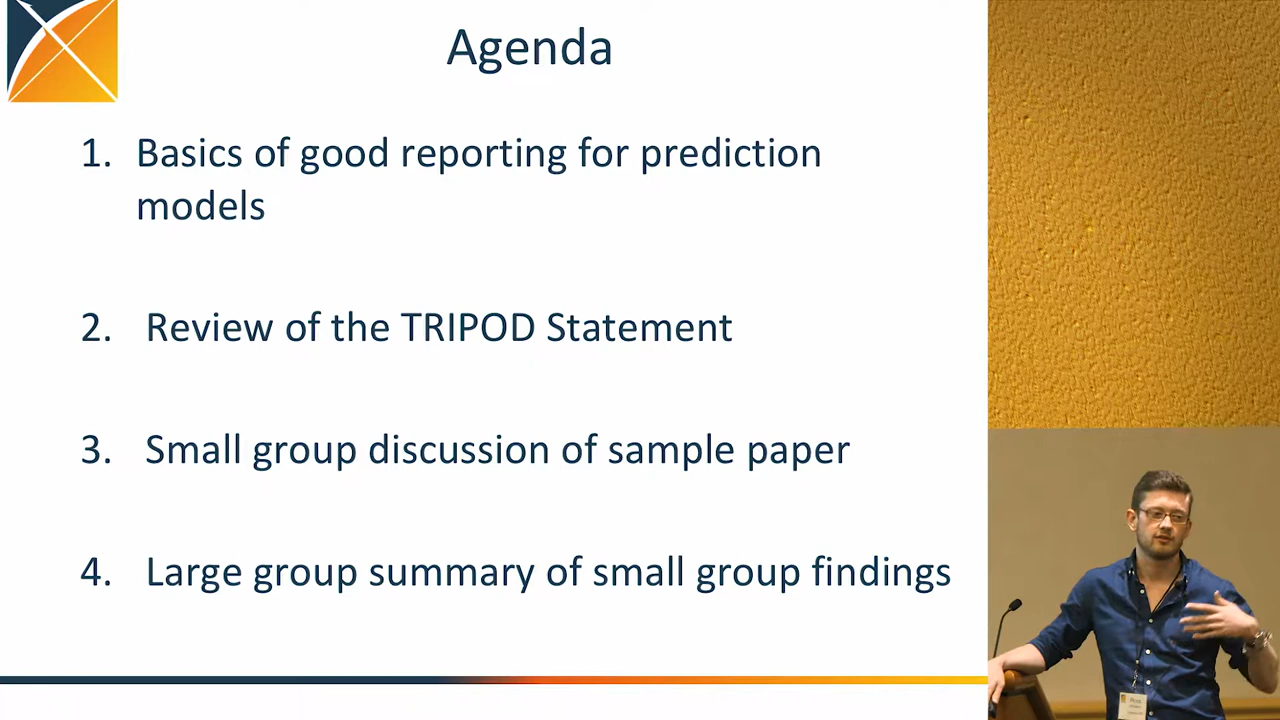 Agenda
1. Basics of good reporting for prediction
models
2. Review of the TRIPOD Statement
3. Small group discussion of sample paper
4. Large group summary of small group findings